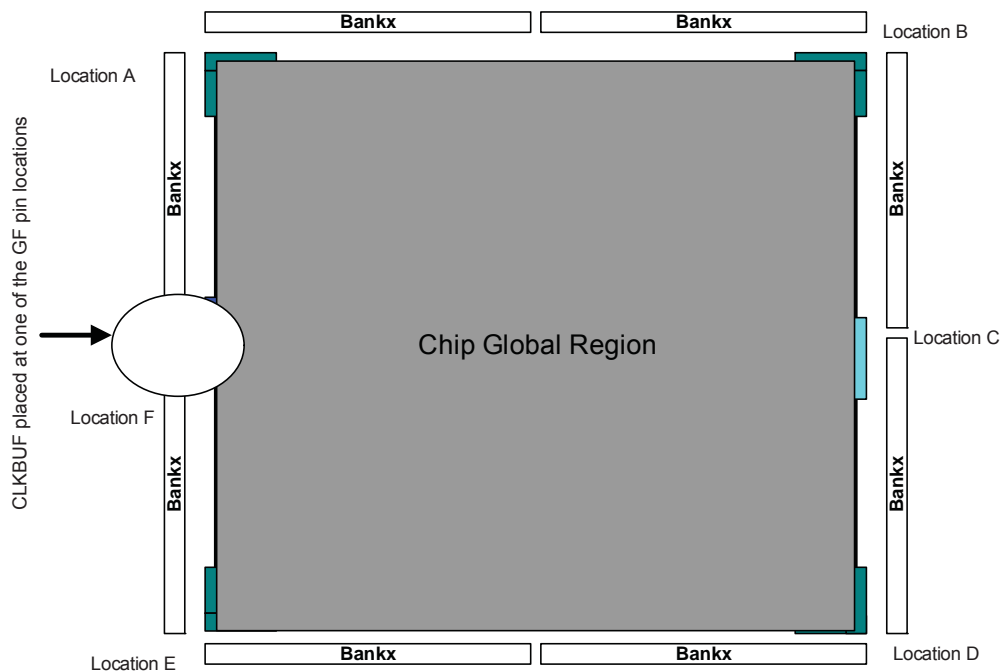 Bankx
Bankx
Location B
Location A
CLKBUF placed at one of the GF pin locations
Bankx
Bankx
Chip Global Region
Location C
Location F
Bankx
Bankx
Location E
Bankx
Bankx
Location D